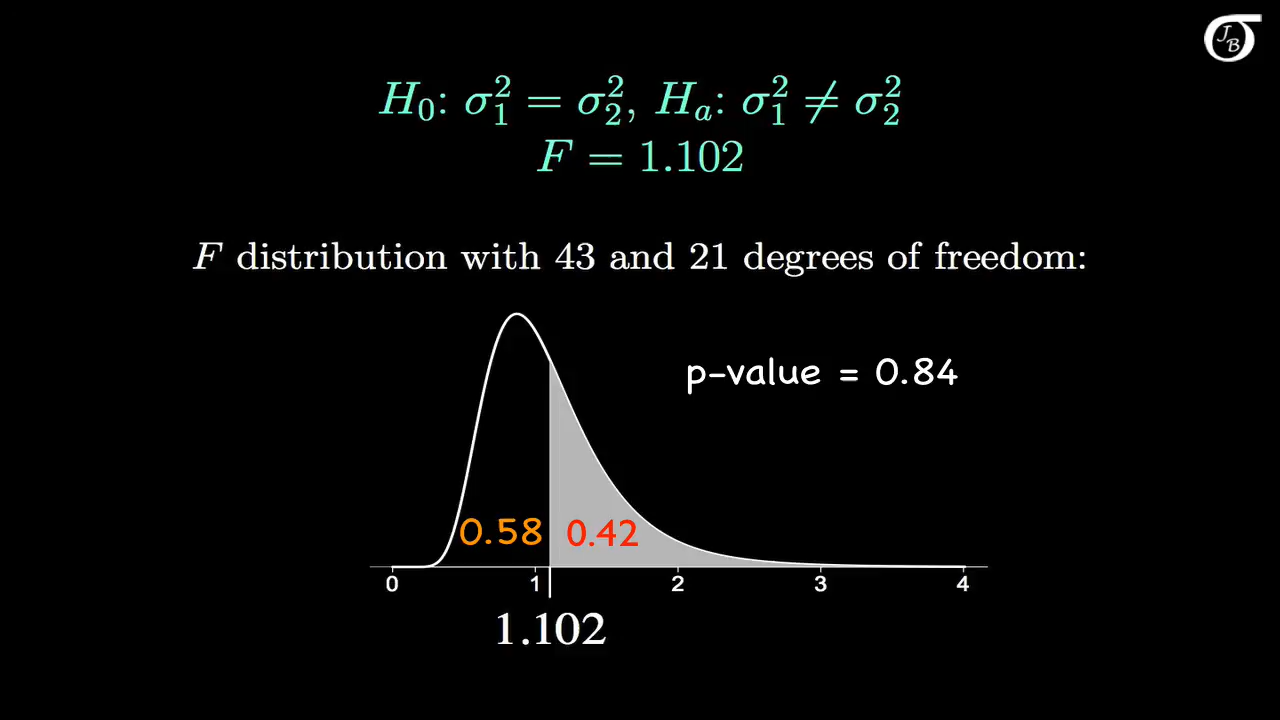 JB
H₀: σ₁² = σ₂², Hₐ: σ₁² ≠ σ₂²
F = 1.102
F distribution with 43 and 21 degrees of freedom:
p-value = 0.84
0.58 0.42
0 1 2 3 4
1.102